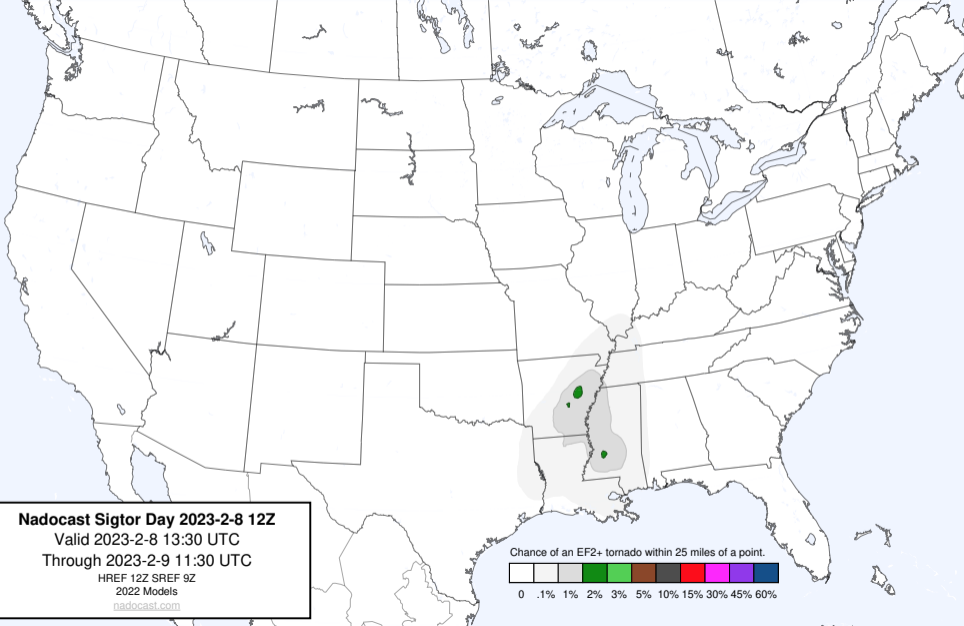 Nadocast Sigtor Day 2023-2-8 12Z
Valid 2023-2-8 13:30 UTC
Through 2023-2-9 11:30 UTC
HREF 12Z SREF 9Z
2022 Models
nadocast.com
Chance of an EF2+ tornado within 25 miles of a point.
0 .1% 1% 2% 3% 5% 10% 15% 30% 45% 60%